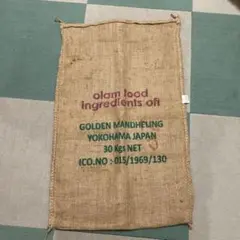 olam food
ingredients ofi
GOLDEN MANDHELING
YOKOHAMA JAPAN
30 Kgs NET
ICO.NO : 015/1969/130